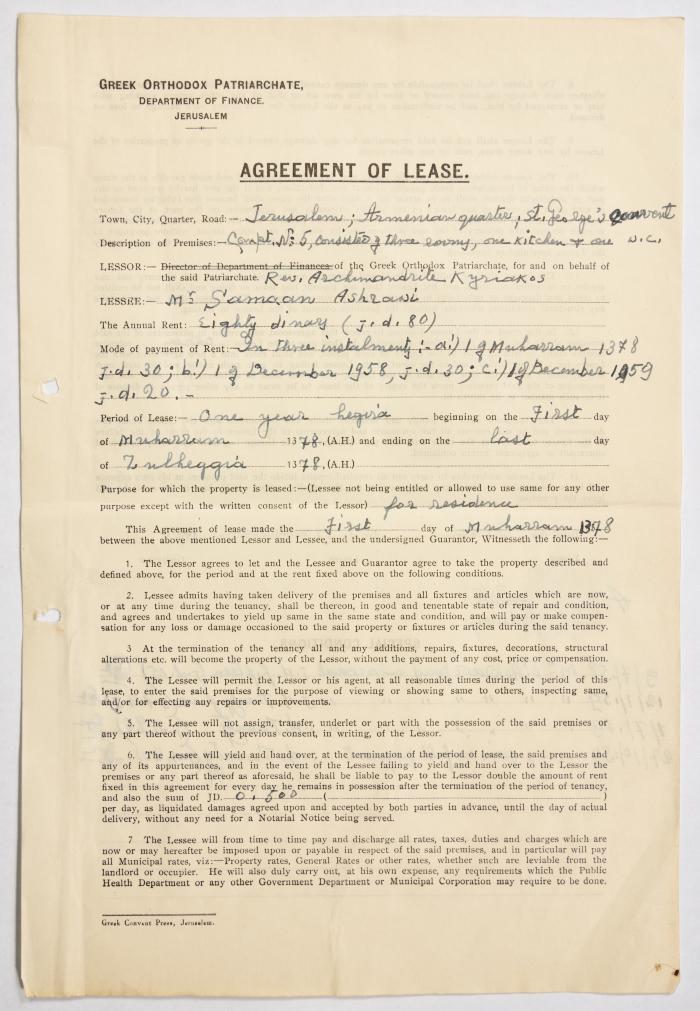 GREEK ORTHODOX PATRIARCHATE,
DEPARTMENT OF FINANCE.
JERUSALEM
AGREEMENT OF LEASE.
Town, City, Quarter, Road:— Jerusalem; Armenian quarter, St. George's convent
Description of Premises:— Compt. No 5, consisted of three rooms, one kitchen + one w.c.
LESSOR:— Director of Department of Finances of the Greek Orthodox Patriarchate, for and on behalf of
the said Patriarchate. Rev. Archmandrite Kyriakos
LESSEE:— Mr Samaan Ashrawi
The Annual Rent: Eighty dinars (j.d. 80)
Mode of payment of Rent:— In three instalments:- a.) 1 of Muharram 1378
j.d. 30; b.) 1 of December 1958, j.d. 30; c.) 1 of December 1959
j.d. 20. –
Period of Lease:— One year hegira beginning on the First day
of Muharram 1378, (A.H.) and ending on the last day
of Zulheggia 1378, (A.H.)
Purpose for which the property is leased:—(Lessee not being entitled or allowed to use same for any other
purpose except with the written consent of the Lessor) for residence
This Agreement of lease made the First day of Muharram 1378
between the above mentioned Lessor and Lessee, and the undersigned Guarantor, Witnesseth the following:—
1. The Lessor agrees to let and the Lessee and Guarantor agree to take the property described and
defined above, for the period and at the rent fixed above on the following conditions.
2. Lessee admits having taken delivery of the premises and all fixtures and articles which are now,
or at any time during the tenancy, shall be thereon, in good and tenentable state of repair and condition,
and agrees and undertakes to yield up same in the same state and condition, and will pay or make compen-
sation for any loss or damage occasioned to the said property or fixtures or articles during the said tenancy.
3 At the termination of the tenancy all and any additions, repairs, fixtures, decorations, structural
alterations etc. will become the property of the Lessor, without the payment of any cost, price or compensation.
4. The Lessee will permit the Lessor or his agent, at all reasonable times during the period of this
lease, to enter the said premises for the purpose of viewing or showing same to others, inspecting same,
and/or for effecting any repairs or improvements.
5. The Lessee will not assign, transfer, underlet or part with the possession of the said premises or
any part thereof without the previous consent, in writing, of the Lessor.
6. The Lessee will yield and hand over, at the termination of the period of lease, the said premises and
any of its appurtenances, and in the event of the Lessee failing to yield and hand over to the Lessor the
premises or any part thereof as aforesaid, he shall be liable to pay to the Lessor double the amount of rent
fixed in this agreement for every day he remains in possession after the termination of the period of tenancy,
and also the sum of JD. 0.500 ( )
per day, as liquidated damages agreed upon and accepted by both parties in advance, until the day of actual
delivery, without any need for a Notarial Notice being served.
7 The Lessee will from time to time pay and discharge all rates, taxes, duties and charges which are
now or may hereafter be imposed upon or payable in respect of the said premises, and in particular will pay
all Municipal rates, viz:—Property rates, General Rates or other rates, whether such are leviable from the
landlord or occupier. He will also duly carry out, at his own expense, any requirements which the Public
Health Department or any other Government Department or Municipal Corporation may require to be done.
Greek Convent Press, Jerusalem.